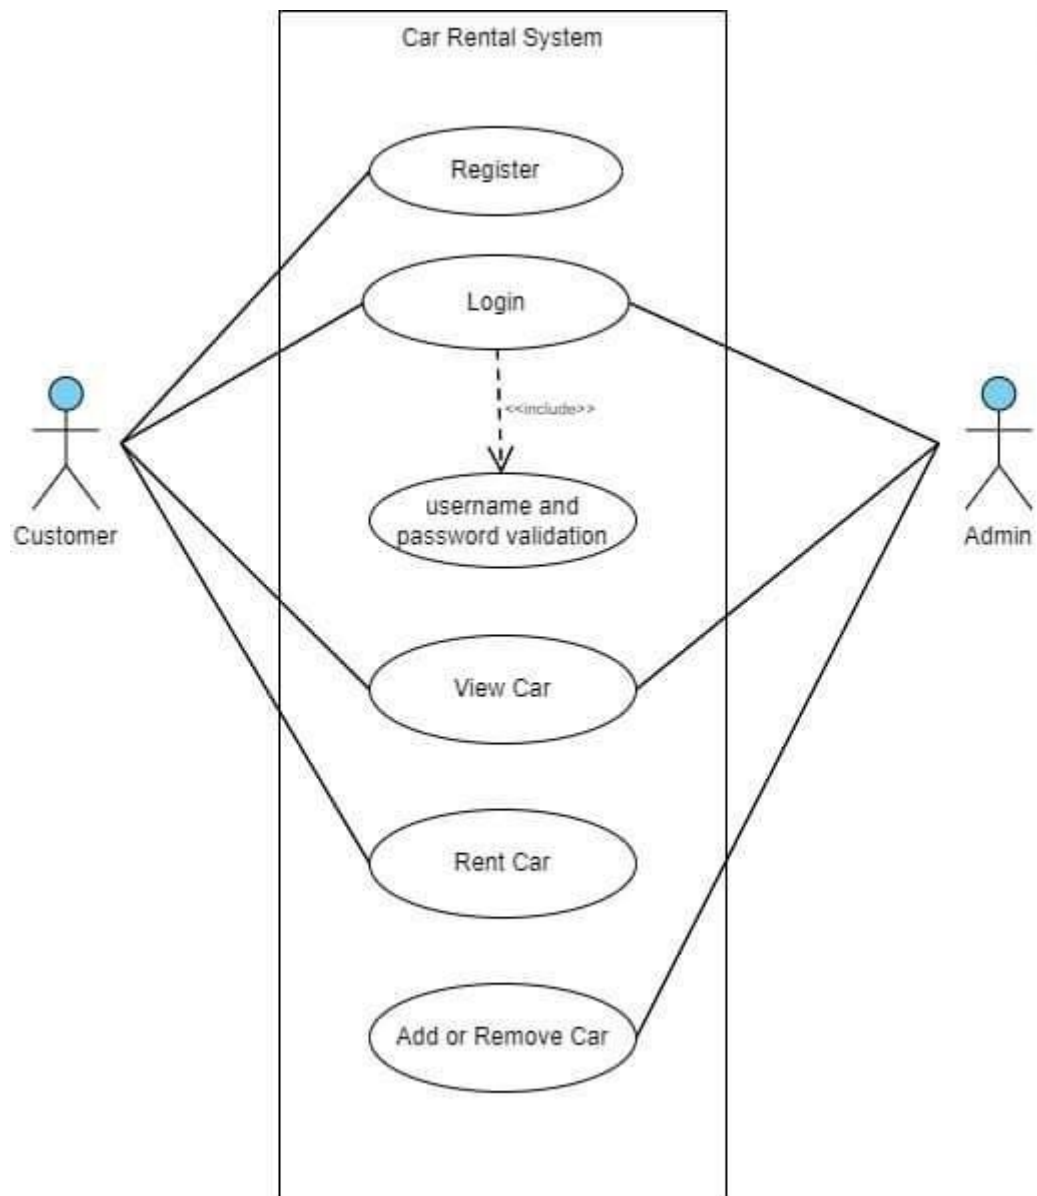 Car Rental System
Register
Login
<<include>>
username and
password validation
Customer
Admin
View Car
Rent Car
Add or Remove Car